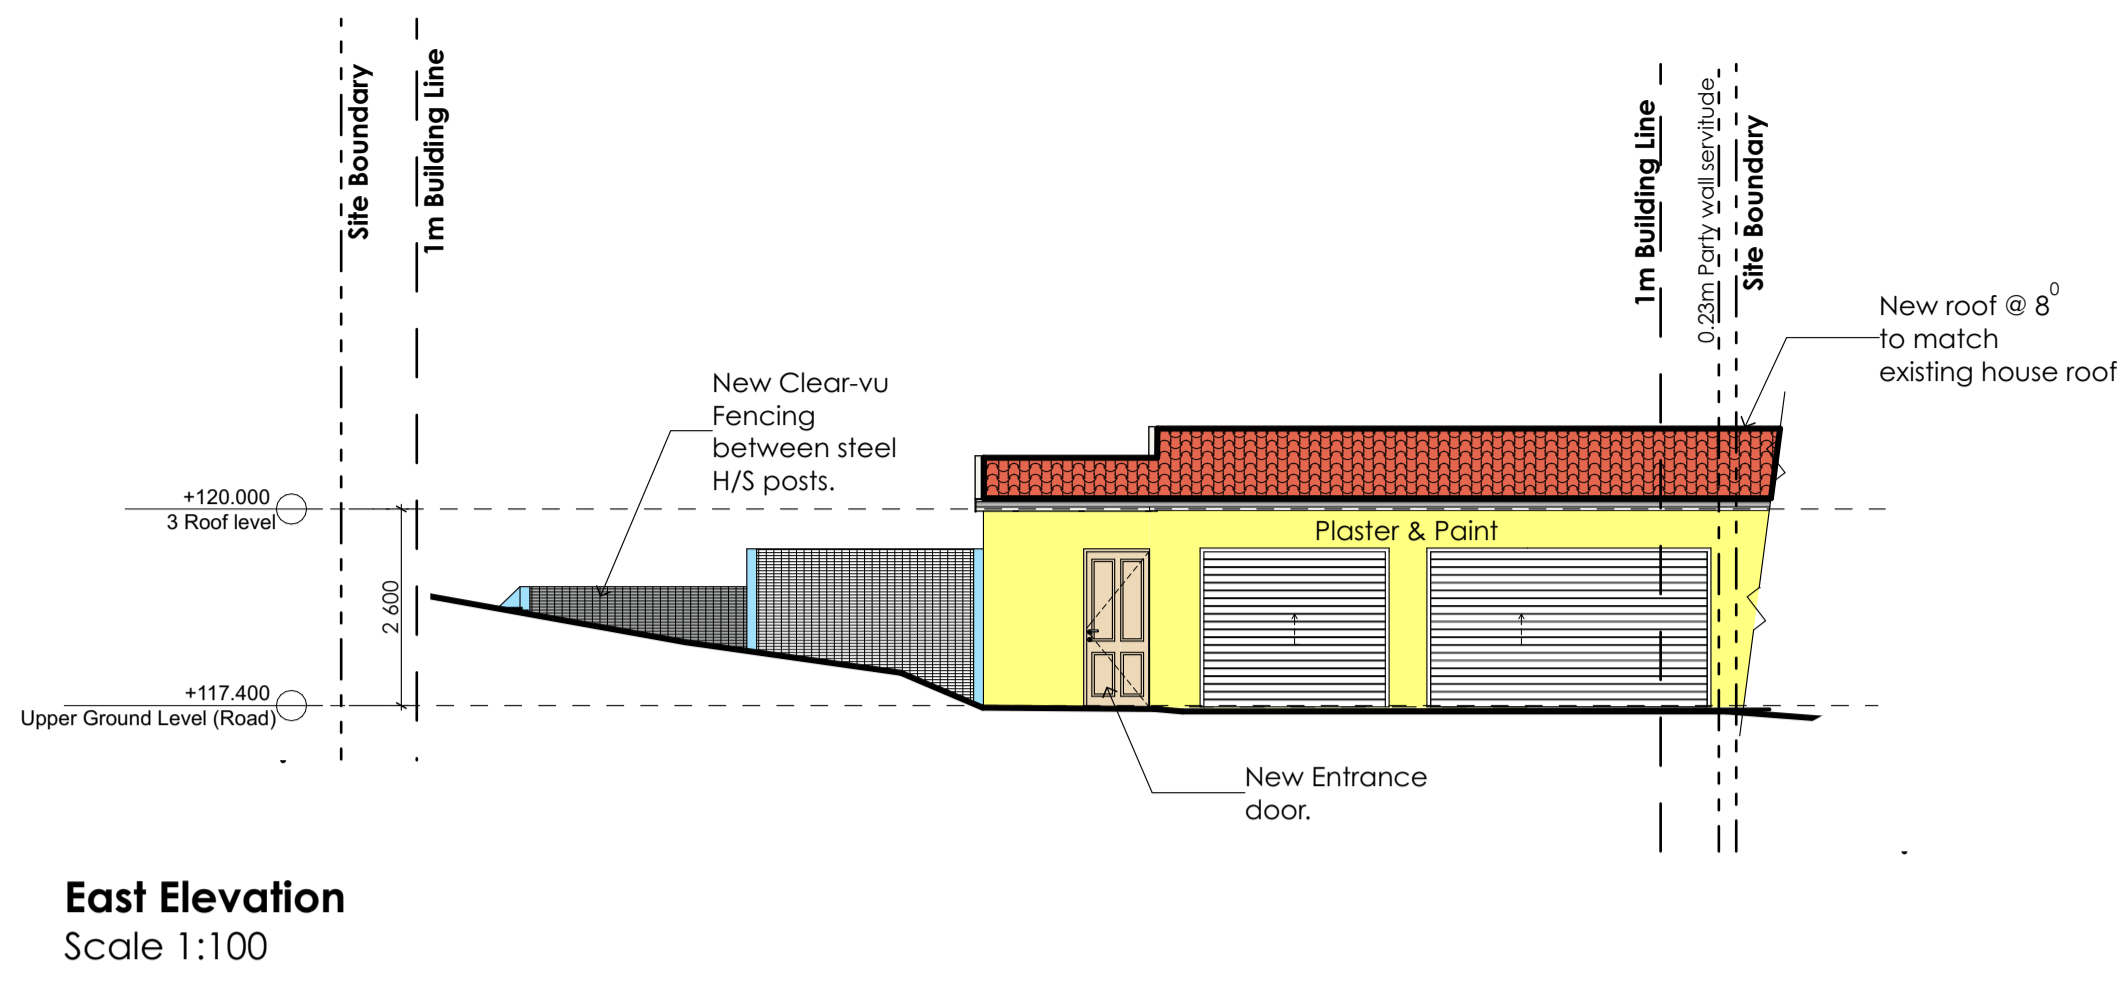 Site Boundary
1m Building Line
1m Building Line
0.23m Party wall servitude
Site Boundary
New roof @ 8⁰
to match
existing house roof
New Clear-vu
Fencing
between steel
H/S posts.
+120.000
3 Roof level
Plaster & Paint
2 600
+117.400
Upper Ground Level (Road)
New Entrance
door.
East Elevation
Scale 1:100